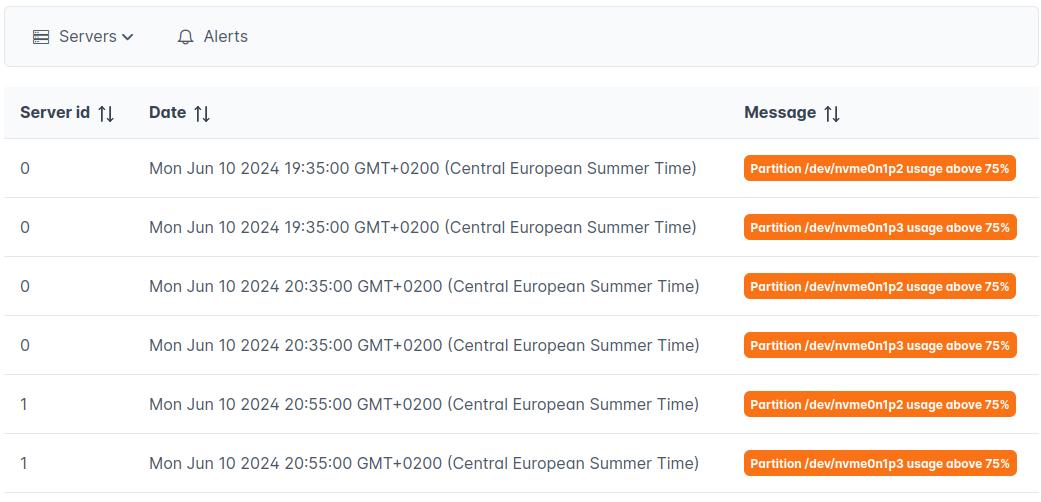 Servers Alerts
Server id Date Message
0 Mon Jun 10 2024 19:35:00 GMT+0200 (Central European Summer Time) Partition /dev/nvme0n1p2 usage above 75%
0 Mon Jun 10 2024 19:35:00 GMT+0200 (Central European Summer Time) Partition /dev/nvme0n1p3 usage above 75%
0 Mon Jun 10 2024 20:35:00 GMT+0200 (Central European Summer Time) Partition /dev/nvme0n1p2 usage above 75%
0 Mon Jun 10 2024 20:35:00 GMT+0200 (Central European Summer Time) Partition /dev/nvme0n1p3 usage above 75%
1 Mon Jun 10 2024 20:55:00 GMT+0200 (Central European Summer Time) Partition /dev/nvme0n1p2 usage above 75%
1 Mon Jun 10 2024 20:55:00 GMT+0200 (Central European Summer Time) Partition /dev/nvme0n1p3 usage above 75%